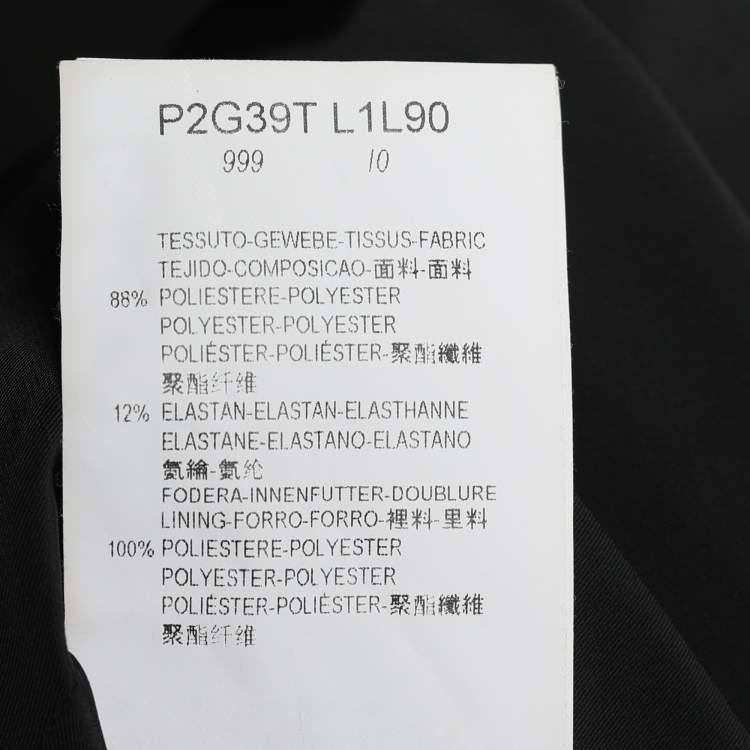 P2G39T L1L90
999 10
TESSUTO-GEWEBE-TISSUS-FABRIC
TEJIDO-COMPOSICAO-面料-面料
88% POLIESTERE-POLYESTER
POLYESTER-POLYESTER
POLIÉSTER-POLIÉSTER-聚酯纖維
聚酯纤维
12% ELASTAN-ELASTAN-ELASTHANNE
ELASTANE-ELASTANO-ELASTANO
氨綸-氨纶
FODERA-INNENFUTTER-DOUBLURE
LINING-FORRO-FORRO-裡料-里料
100% POLIESTERE-POLYESTER
POLYESTER-POLYESTER
POLIÉSTER-POLIÉSTER-聚酯纖維
聚酯纤维